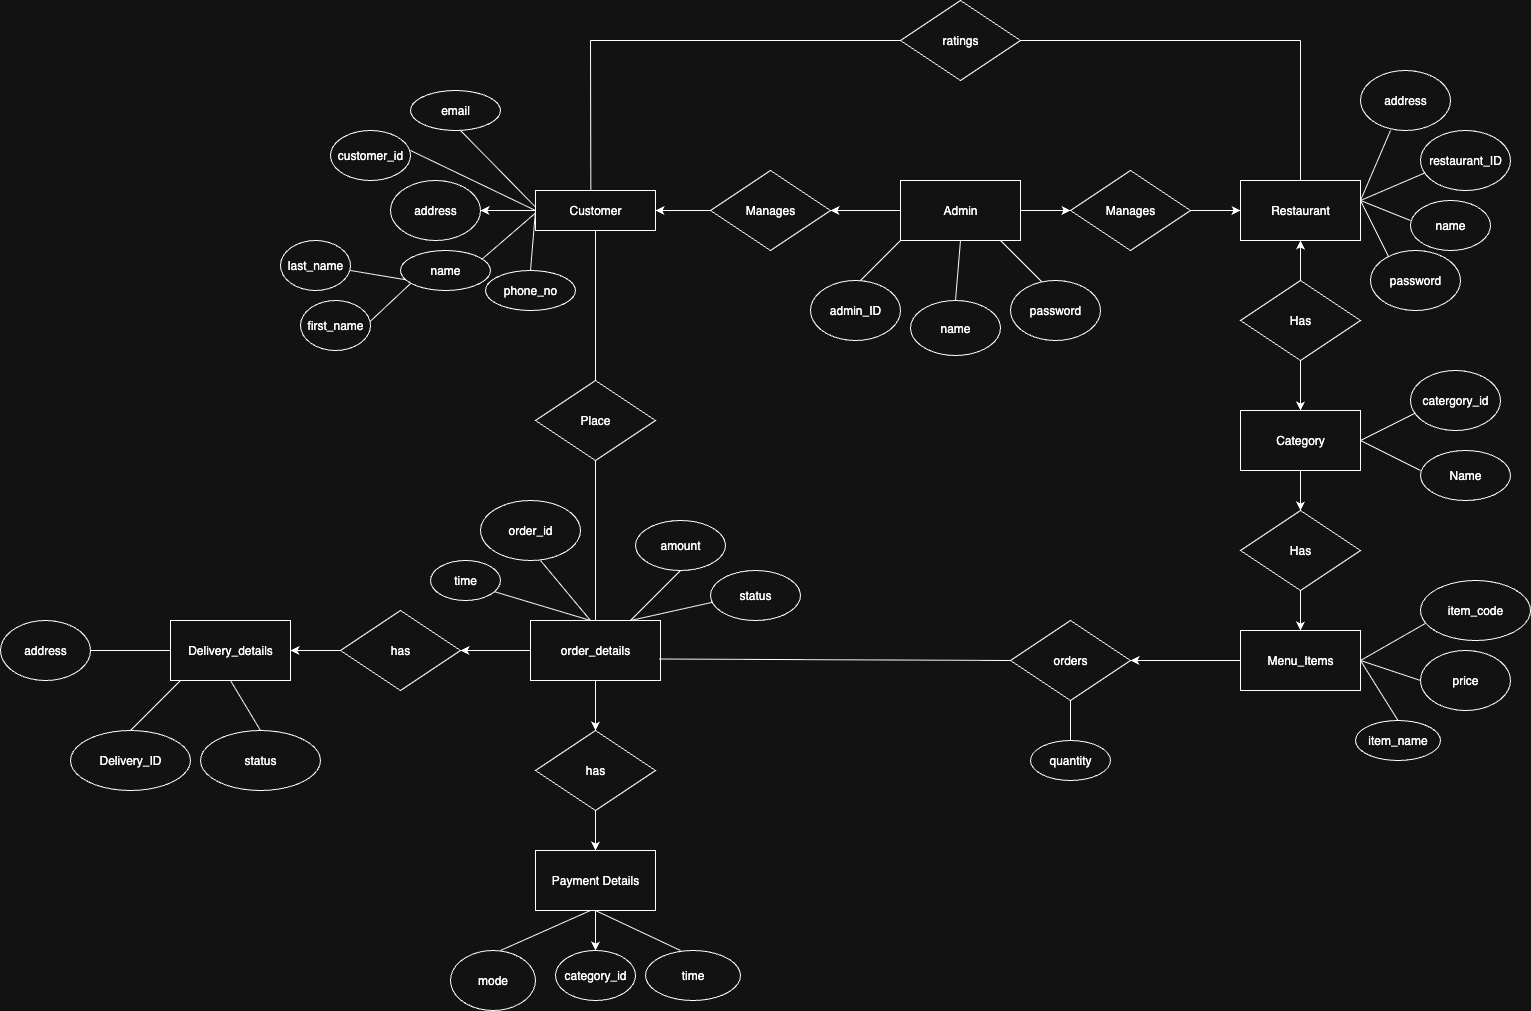 ratings
address
email
customer_id
restaurant_ID
address
Customer
Manages
Admin
Manages
Restaurant
name
last_name
name
phone_no
password
first_name
admin_ID
name
password
Has
Place
catergory_id
Category
Name
order_id
amount
Has
time
status
item_code
address
Delivery_details
has
order_details
orders
Menu_Items
price
item_name
Delivery_ID
status
has
quantity
Payment Details
mode
category_id
time